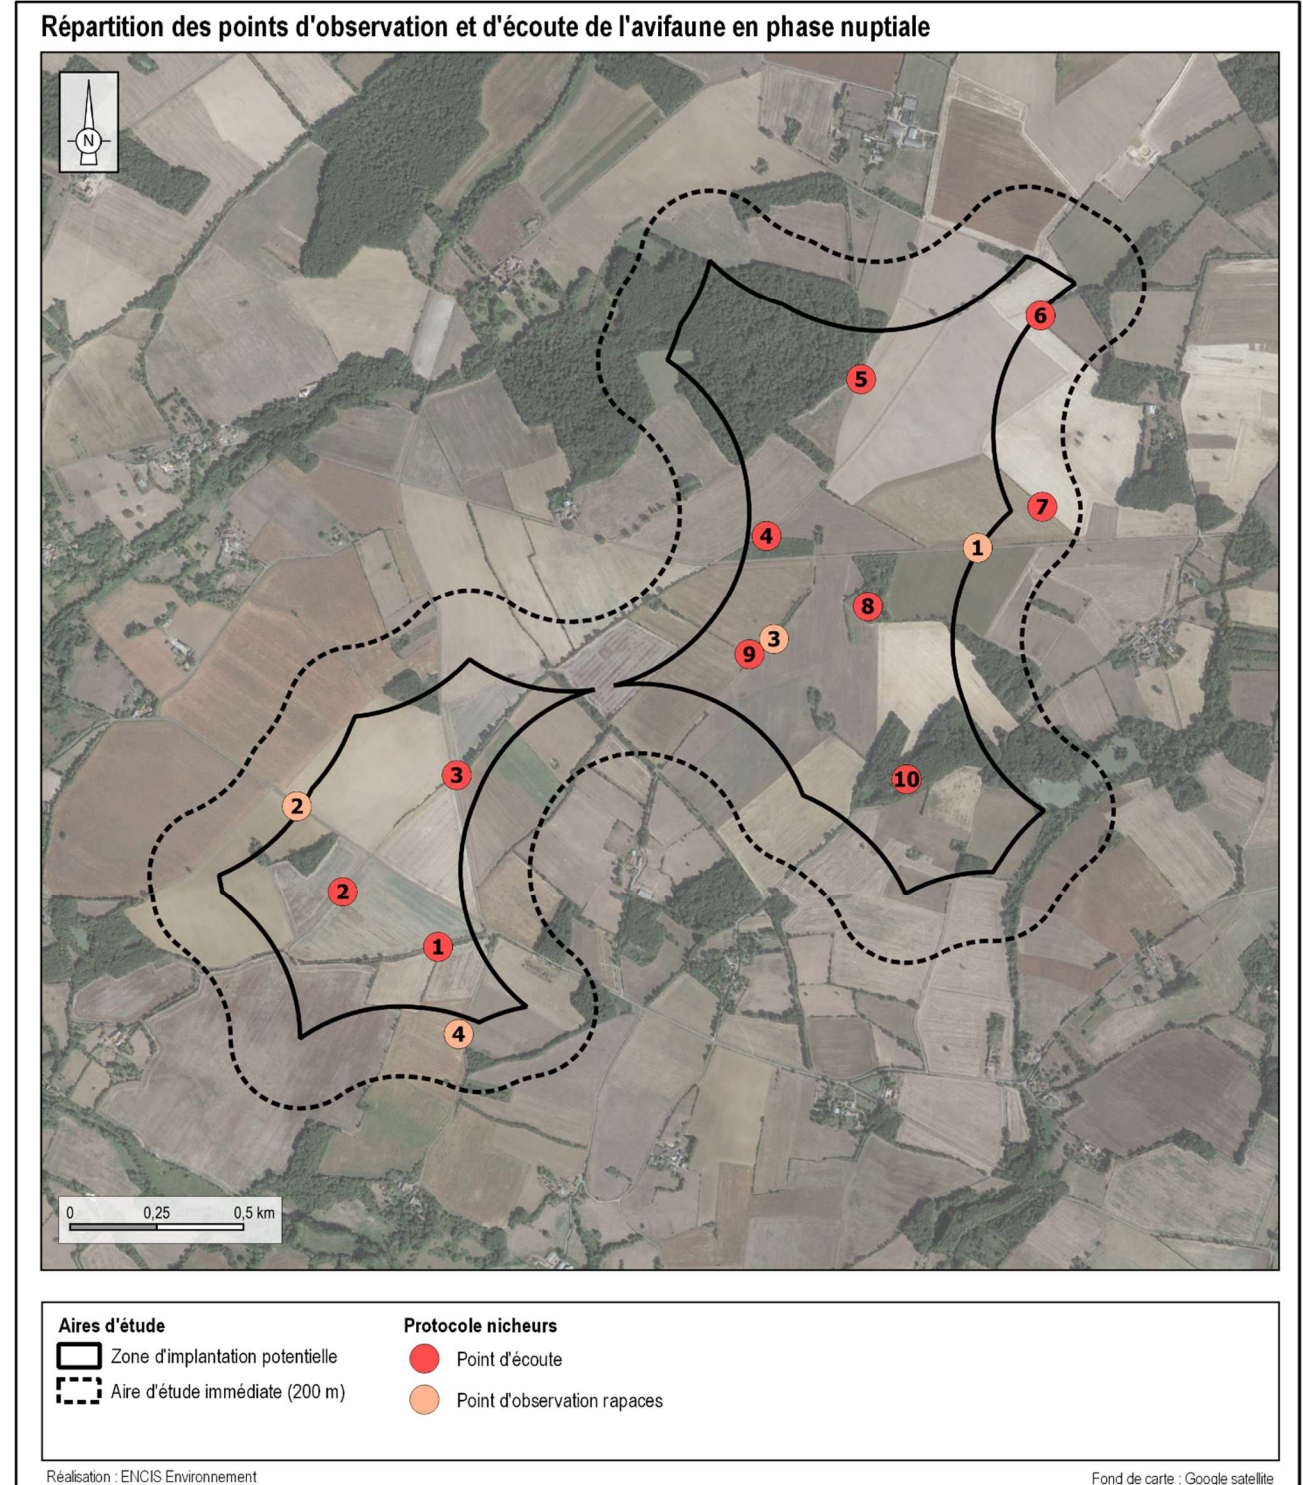 Répartition des points d'observation et d'écoute de l'avifaune en phase nuptiale
N
6
5
7
4
1
8
3
9
3
10
2
2
1
4
0 0,25 0,5 km
Aires d'étude
Zone d'implantation potentielle
Aire d'étude immédiate (200 m)
Protocole nicheurs
Point d'écoute
Point d'observation rapaces
Réalisation : ENCIS Environnement
Fond de carte : Google satellite